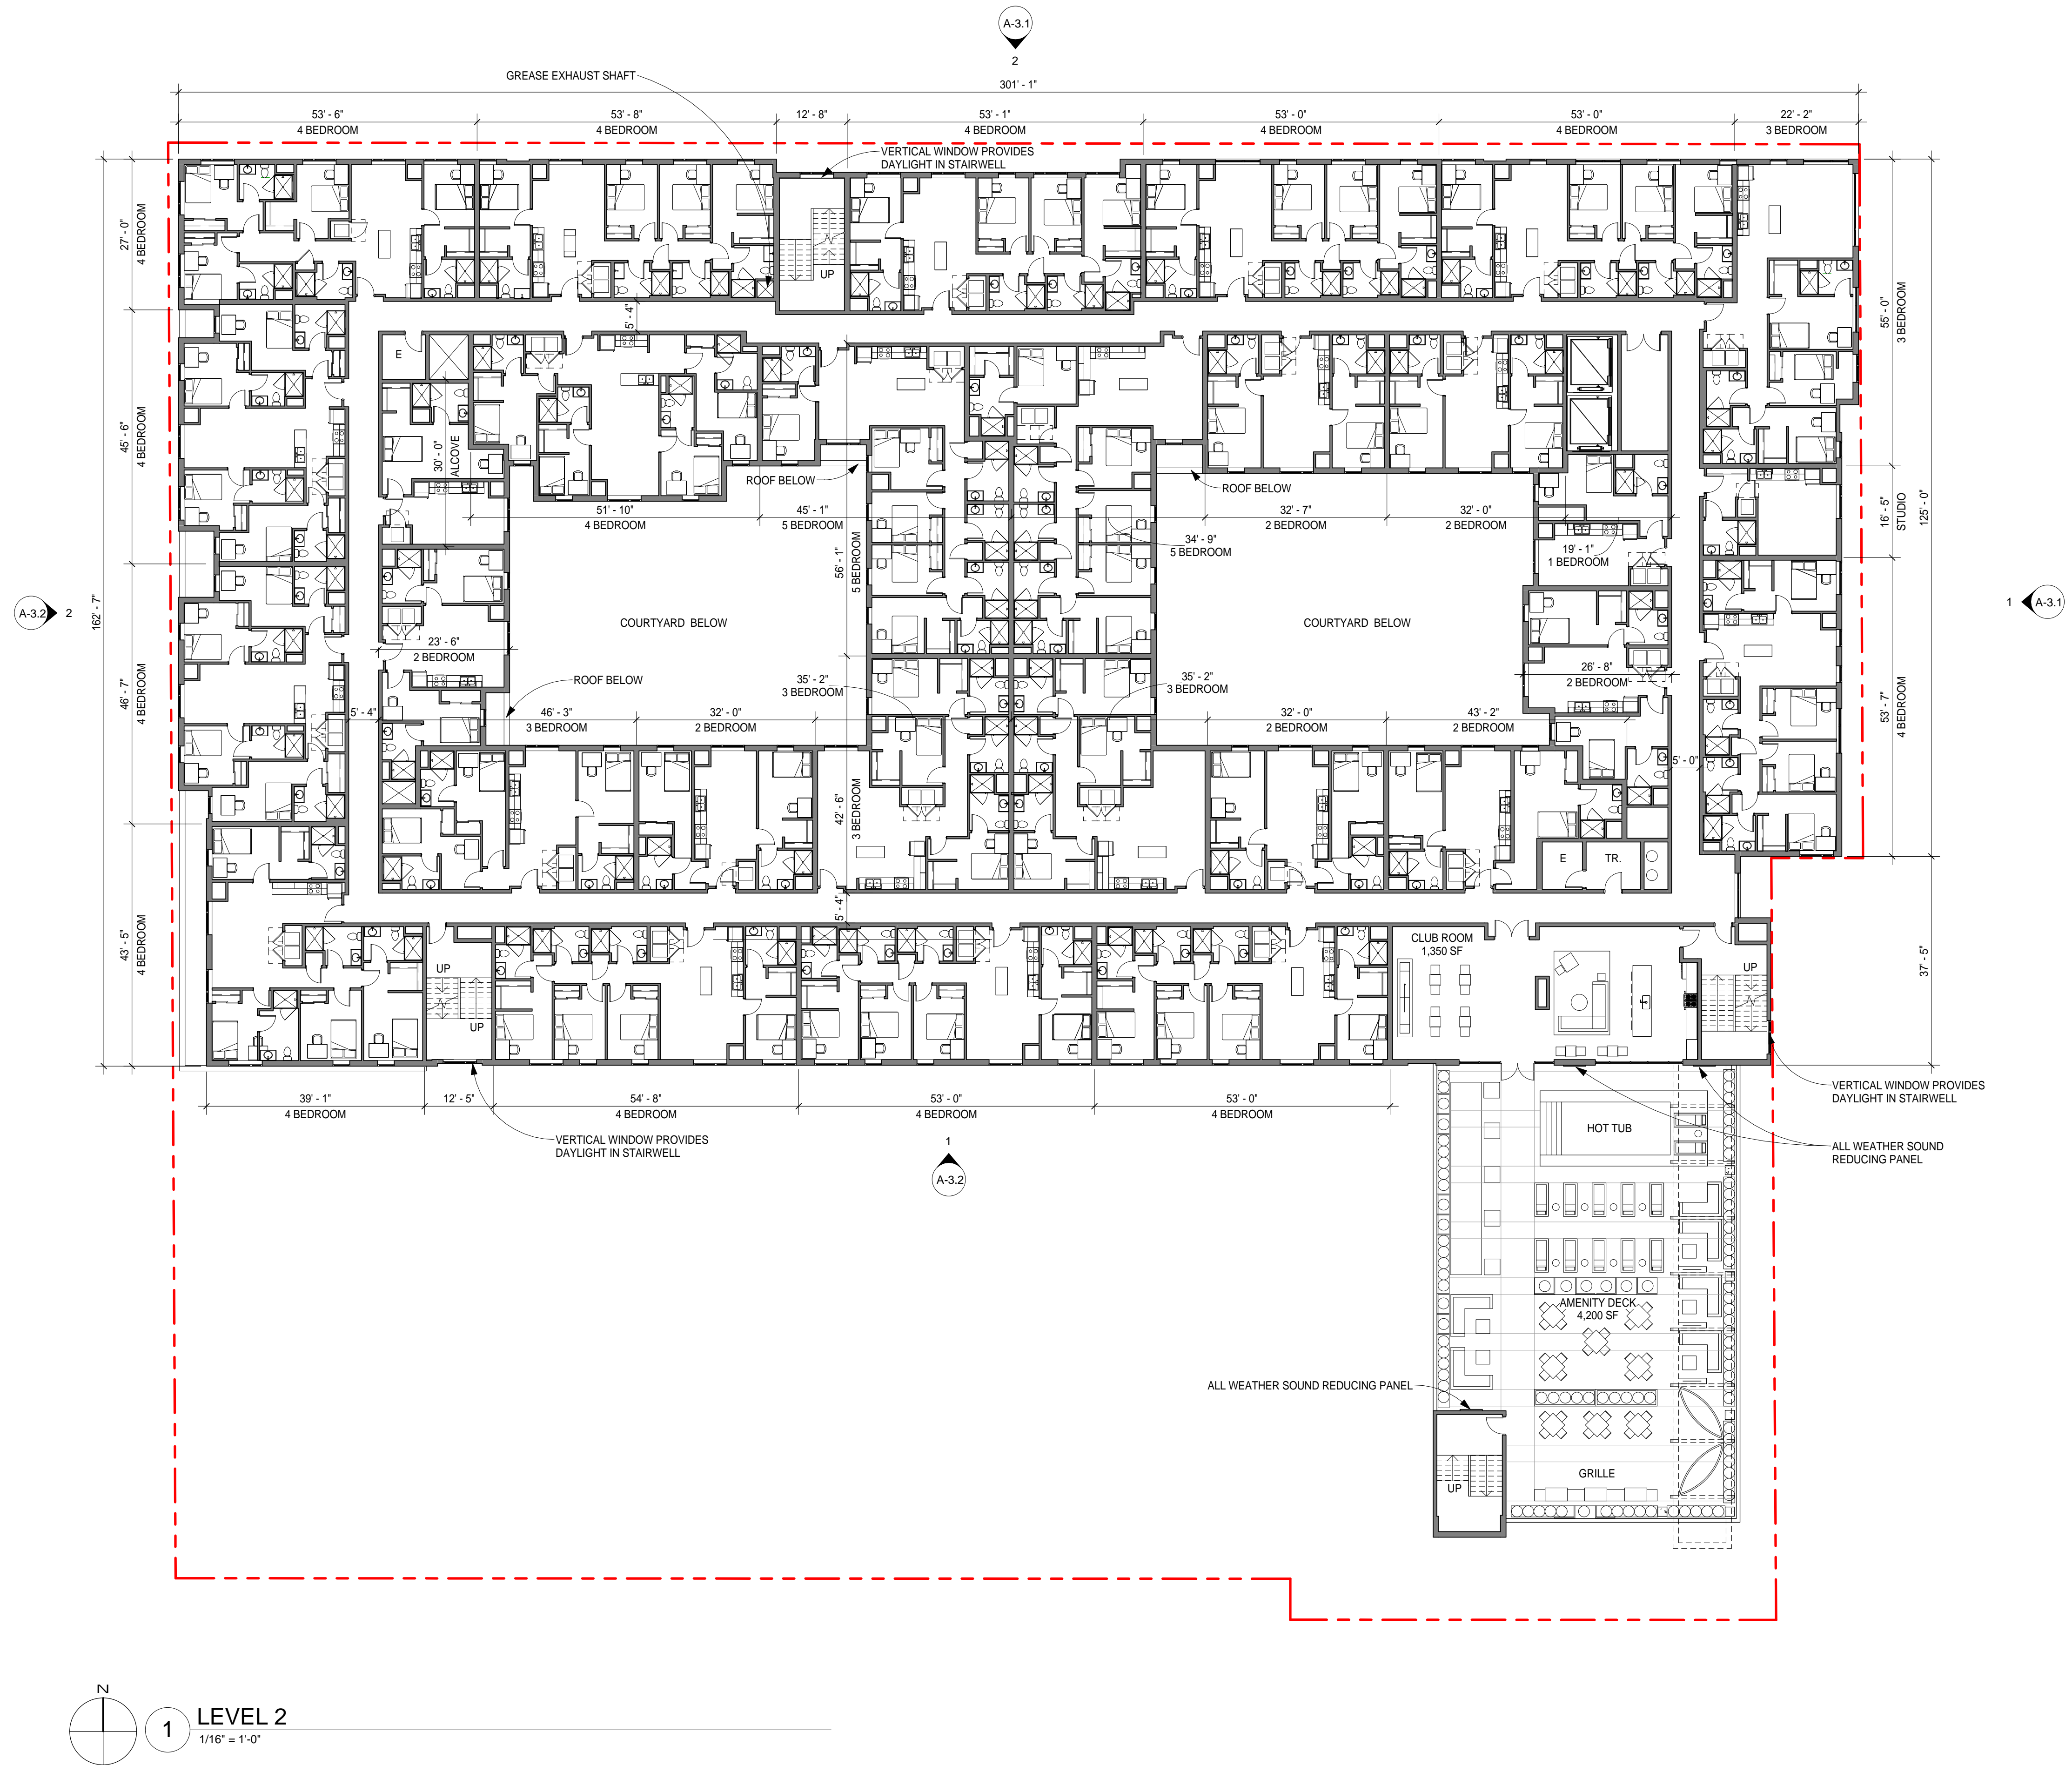 A-3.1
2
GREASE EXHAUST SHAFT
301' - 1"
53' - 6"
4 BEDROOM
53' - 8"
4 BEDROOM
12' - 8"
53' - 1"
4 BEDROOM
53' - 0"
4 BEDROOM
53' - 0"
4 BEDROOM
22' - 2"
3 BEDROOM
VERTICAL WINDOW PROVIDES
DAYLIGHT IN STAIRWELL
27' - 0"
4 BEDROOM
UP
5' - 4"
55' - 0"
3 BEDROOM
E
45' - 6"
4 BEDROOM
30' - 0"
ALCOVE
ROOF BELOW
ROOF BELOW
51' - 10"
4 BEDROOM
45' - 1"
5 BEDROOM
32' - 7"
2 BEDROOM
32' - 0"
2 BEDROOM
16' - 5"
STUDIO
125' - 0"
56' - 1"
5 BEDROOM
34' - 9"
5 BEDROOM
19' - 1"
1 BEDROOM
A-3.2
2
162' - 7"
COURTYARD BELOW
COURTYARD BELOW
1
A-3.1
23' - 6"
2 BEDROOM
26' - 8"
2 BEDROOM
46' - 7"
4 BEDROOM
ROOF BELOW
35' - 2"
3 BEDROOM
35' - 2"
3 BEDROOM
53' - 7"
4 BEDROOM
5' - 4"
46' - 3"
3 BEDROOM
32' - 0"
2 BEDROOM
32' - 0"
2 BEDROOM
43' - 2"
2 BEDROOM
5' - 0"
42' - 6"
3 BEDROOM
E
TR.
5' - 4"
43' - 5"
4 BEDROOM
CLUB ROOM
1,350 SF
37' - 5"
UP
UP
UP
39' - 1"
4 BEDROOM
12' - 5"
54' - 8"
4 BEDROOM
53' - 0"
4 BEDROOM
53' - 0"
4 BEDROOM
VERTICAL WINDOW PROVIDES
DAYLIGHT IN STAIRWELL
VERTICAL WINDOW PROVIDES
DAYLIGHT IN STAIRWELL
HOT TUB
1
A-3.2
ALL WEATHER SOUND
REDUCING PANEL
AMENITY DECK
4,200 SF
ALL WEATHER SOUND REDUCING PANEL
GRILLE
UP
N
1
LEVEL 2
1/16" = 1'-0"